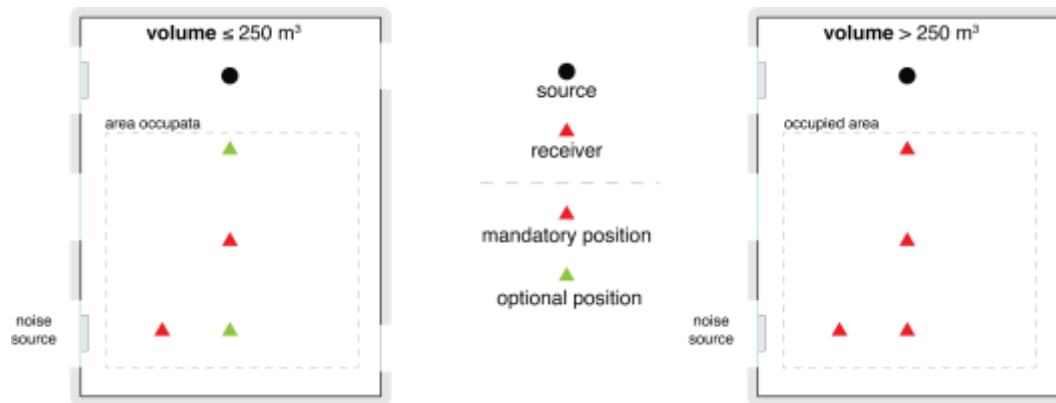 volume ≤ 250 m³
area occupata
noise
source
source
receiver
mandatory position
optional position
volume > 250 m³
occupied area
noise
source